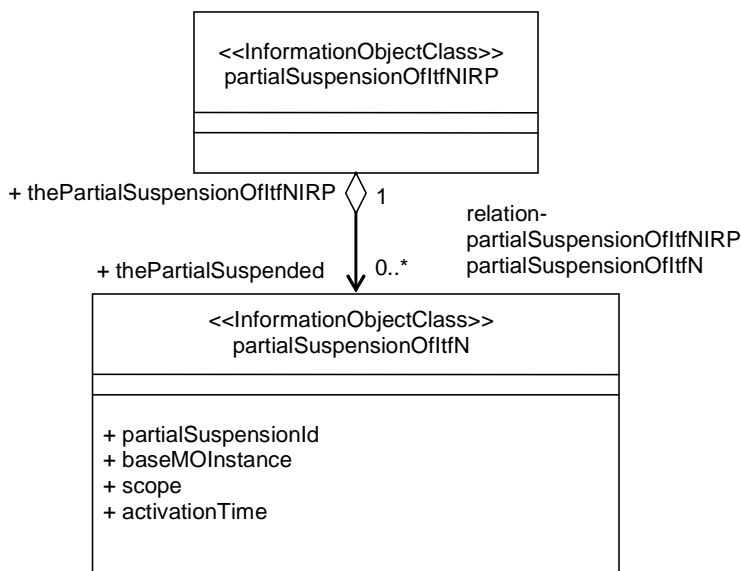 <<InformationObjectClass>>
partialSuspensionOfItfNIRP
+ thePartialSuspensionOfItfNIRP
1
relation-
partialSuspensionOfItfNIRP
partialSuspensionOfItfN
+ thePartialSuspended
0..*
<<InformationObjectClass>>
partialSuspensionOfItfN
+ partialSuspensionId
+ baseMOInstance
+ scope
+ activationTime